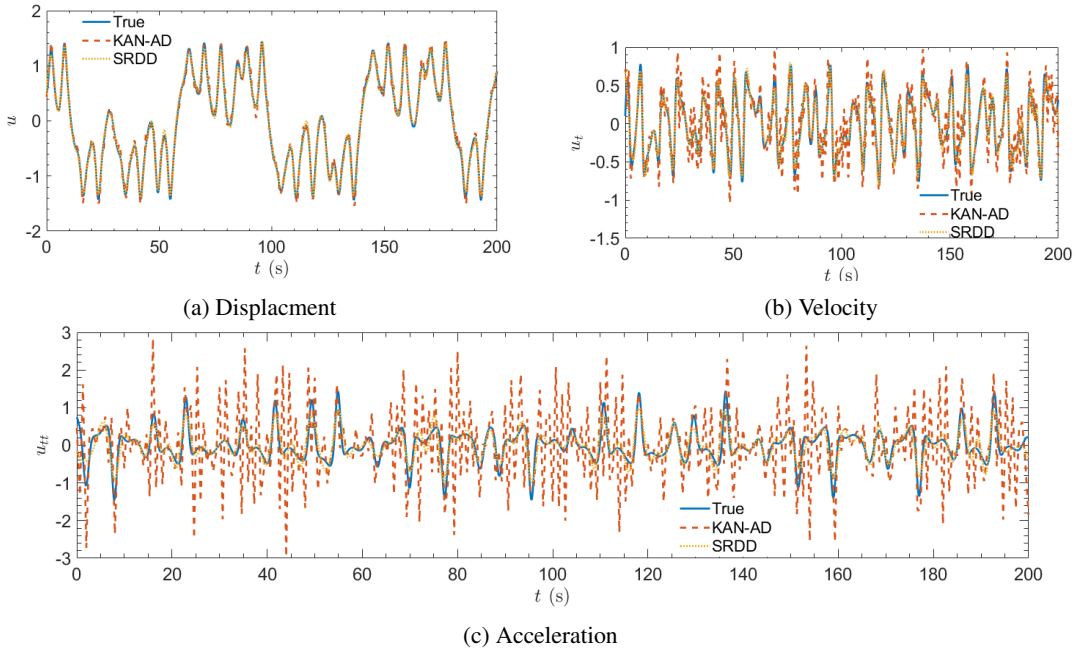 2
1
0
-1
-2
u
True
KAN-AD
SRDD
0 50 100 150 200
t (s)
(a) Displacment
1
0.5
0
-0.5
-1
-1.5
u_t
True
KAN-AD
SRDD
0 50 100 150 200
t (s)
(b) Velocity
3
2
1
0
-1
-2
-3
u_tt
True
KAN-AD
SRDD
0 20 40 60 80 100 120 140 160 180 200
t (s)
(c) Acceleration